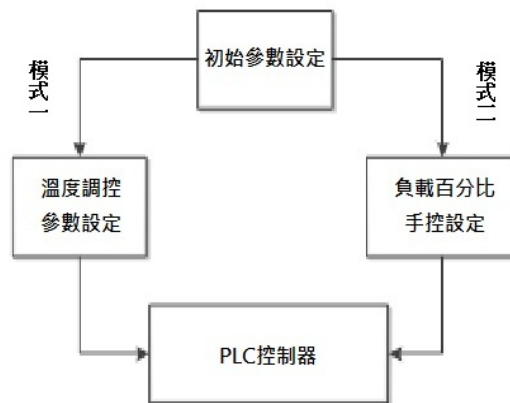 初始參數設定
模式一
模式二
溫度調控
參數設定
負載百分比
手控設定
PLC控制器